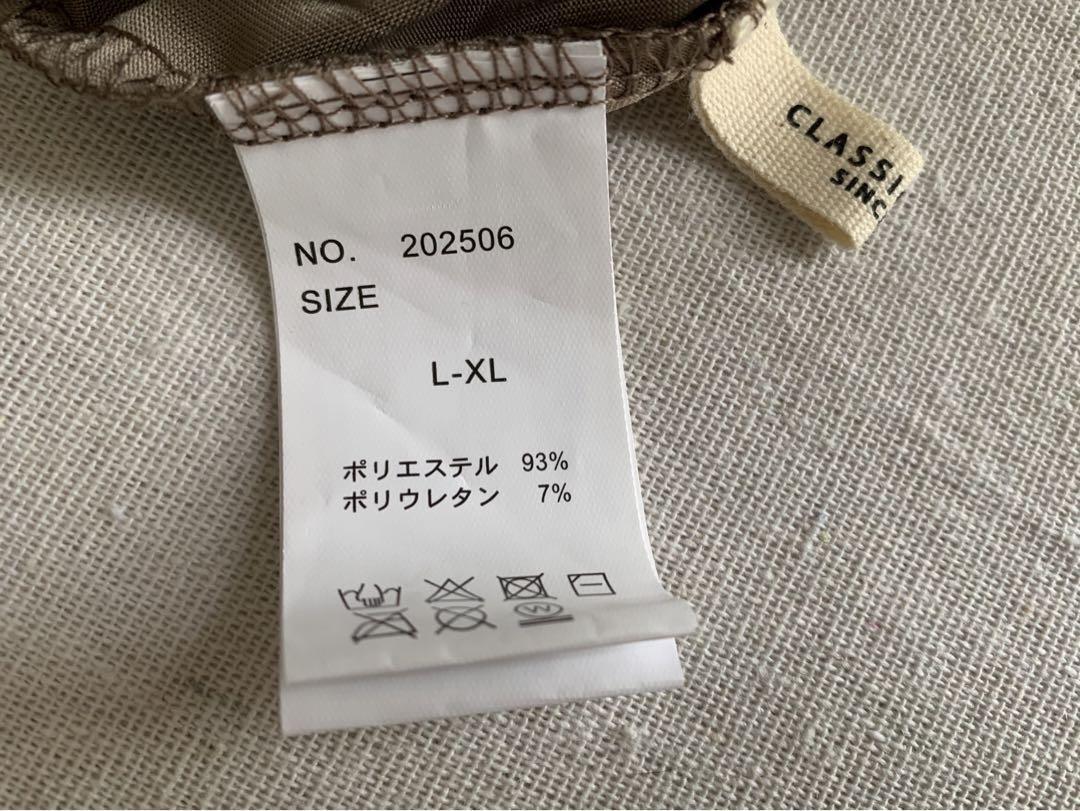 NO. 202506
SIZE
L-XL
ポリエステル 93%
ポリウレタン 7%
W
CLASSI
SINC